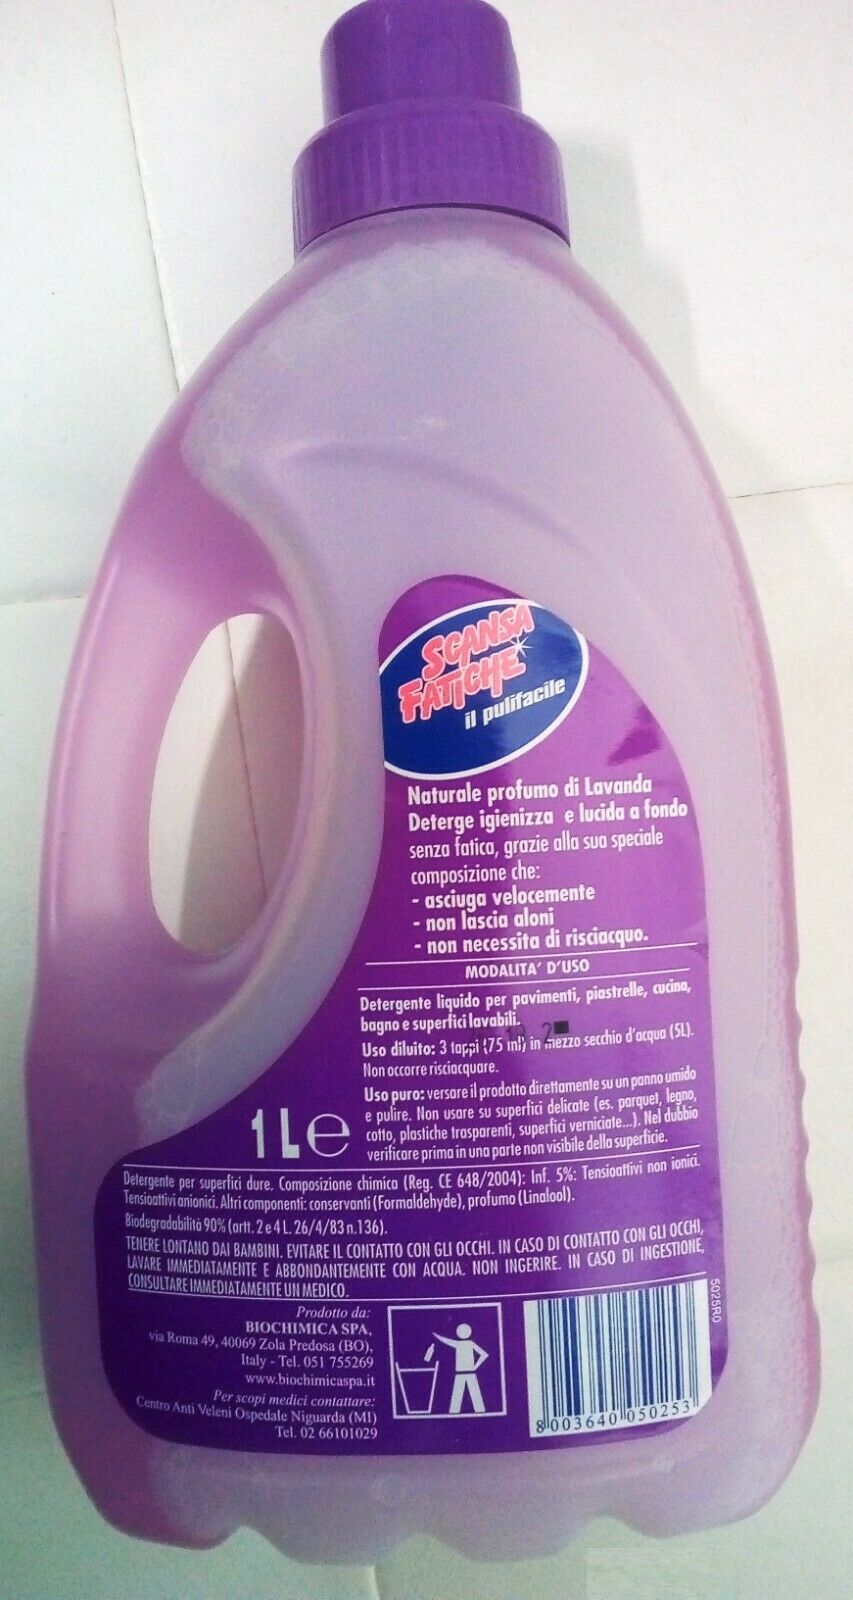 SCANSA
FATICHE
il pulifacile
Naturale profumo di Lavanda
Deterge igienizza e lucida a fondo
senza fatica, grazie alla sua speciale
composizione che:
- asciuga velocemente
- non lascia aloni
- non necessita di risciacquo.
MODALITA' D'USO
Detergente liquido per pavimenti, piastrelle, cucina,
bagno e superfici lavabili.
Uso diluito: 3 tappi (75 ml) in mezzo secchio d'acqua (5L).
Non occorre risciacquare.
Uso puro: versare il prodotto direttamente su un panno umido
e pulire. Non usare su superfici delicate (es. parquet, legno,
cotto, plastiche trasparenti, superfici verniciate...). Nel dubbio
verificare prima in una parte non visibile della superficie.
1 L e
Detergente per superfici dure. Composizione chimica (Reg. CE 648/2004): Inf. 5%: Tensioattivi non ionici.
Tensioattivi anionici. Altri componenti: conservanti (Formaldehyde), profumo (Linalool).
Biodegradabilità 90% (artt. 2 e 4 L. 26/4/83 n.136).
TENERE LONTANO DAI BAMBINI. EVITARE IL CONTATTO CON GLI OCCHI. IN CASO DI CONTATTO CON GLI OCCHI,
LAVARE IMMEDIATAMENTE E ABBONDANTEMENTE CON ACQUA. NON INGERIRE. IN CASO DI INGESTIONE,
CONSULTARE IMMEDIATAMENTE UN MEDICO.
Prodotto da:
BIOCHIMICA SPA,
via Roma 49, 40069 Zola Predosa (BO),
Italy - Tel. 051 755269
www.biochimicaspa.it
Per scopi medici contattare:
Centro Anti Veleni Ospedale Niguarda (MI)
Tel. 02 66101029
5025R0
8 003640 050253